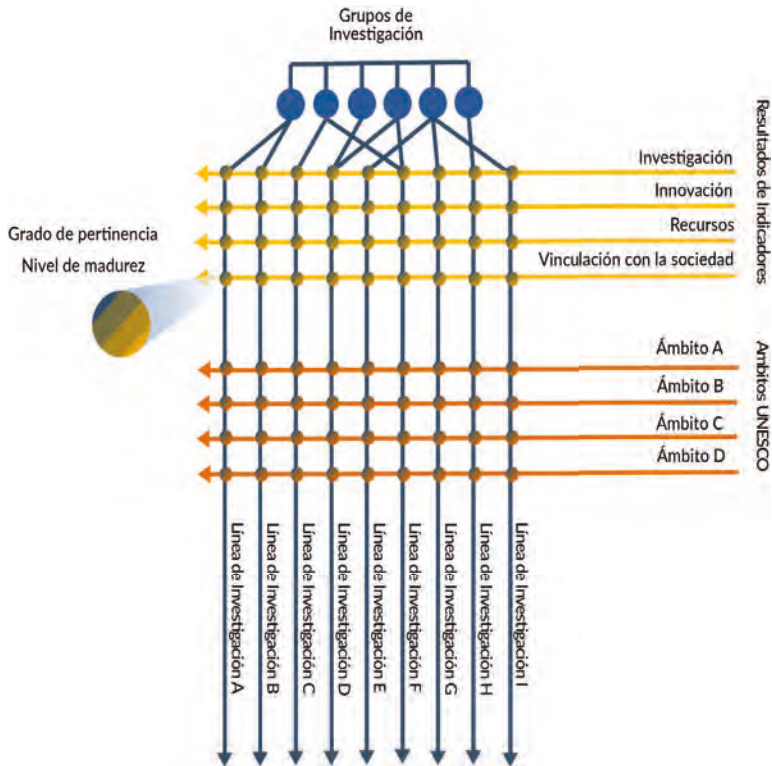 Grupos de
Investigación
Investigación
Innovación
Recursos
Vinculación con la sociedad
Resultados de Indicadores
Grado de pertinencia
Nivel de madurez
Ámbito A
Ámbito B
Ámbito C
Ámbito D
Ambitos UNESCO
Línea de Investigación A
Línea de Investigación B
Línea de Investigación C
Línea de Investigación D
Línea de Investigación E
Línea de Investigación F
Línea de Investigación G
Línea de Investigación H
Línea de Investigación I